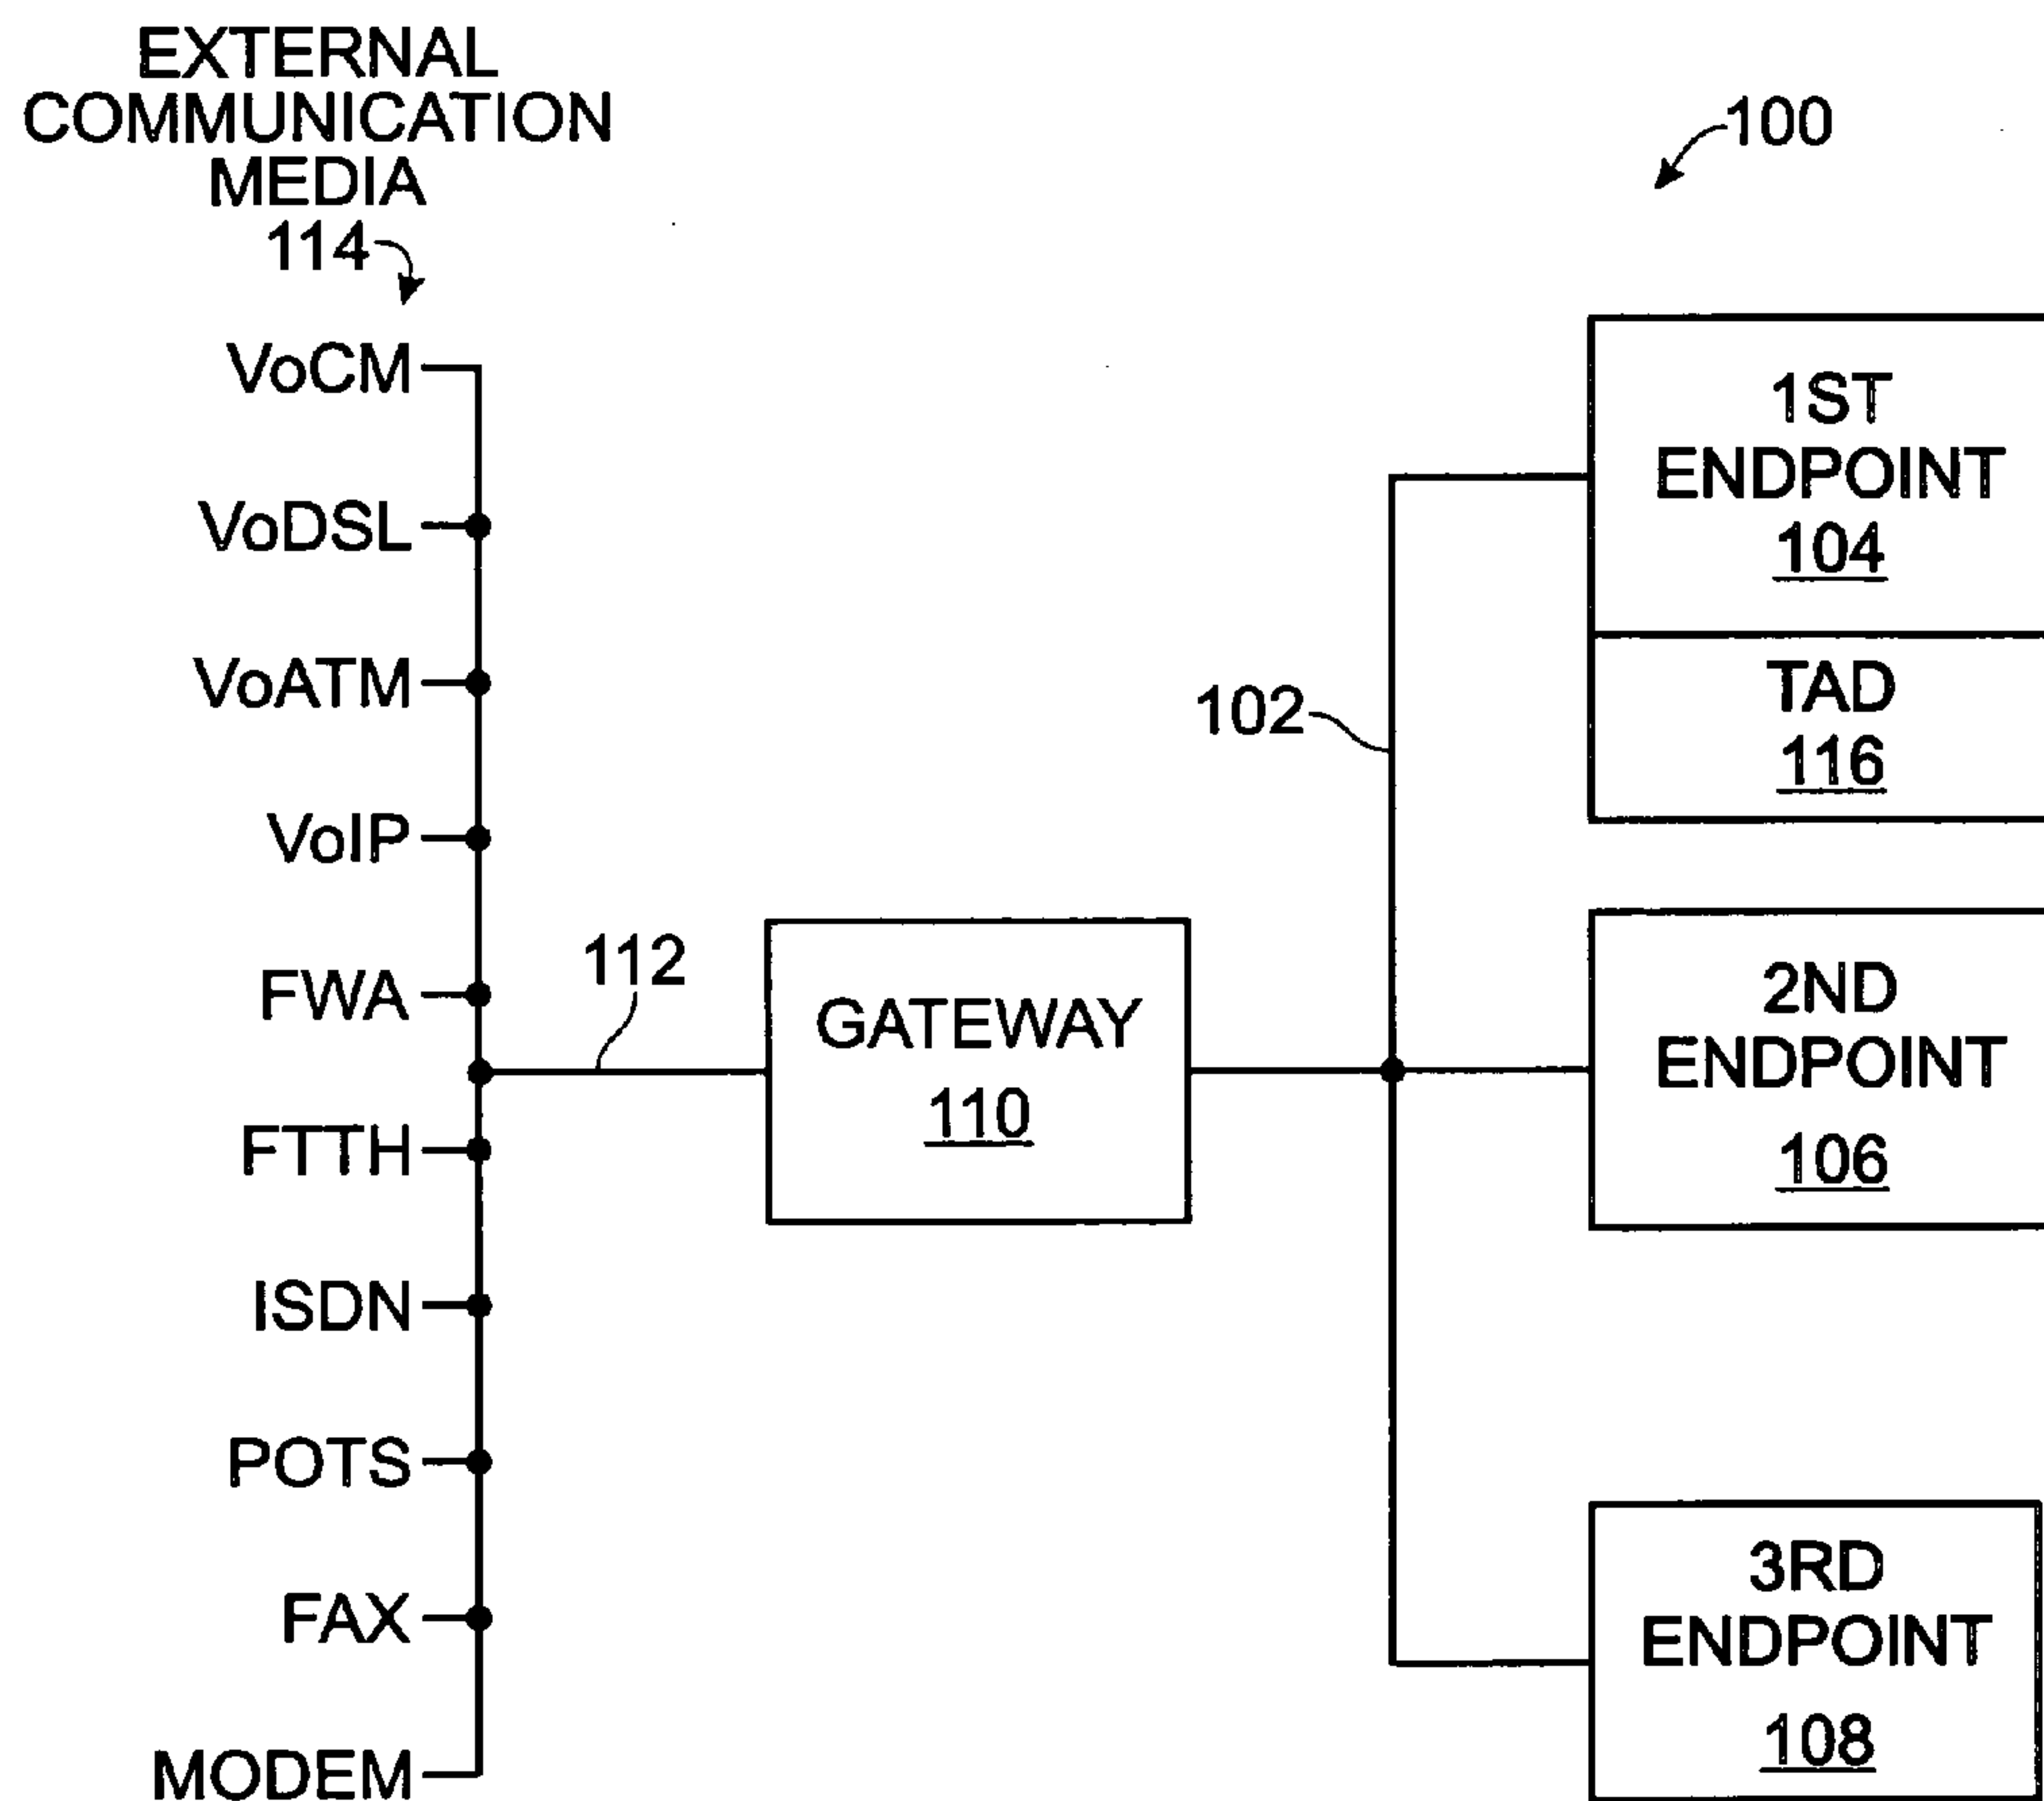 EXTERNAL
COMMUNICATION
MEDIA
114
100
VoCM
VoDSL
VoATM
VoIP
FWA
FTTH
ISDN
POTS
FAX
MODEM
112
GATEWAY
110
102
1ST
ENDPOINT
104
TAD
116
2ND
ENDPOINT
106
3RD
ENDPOINT
108